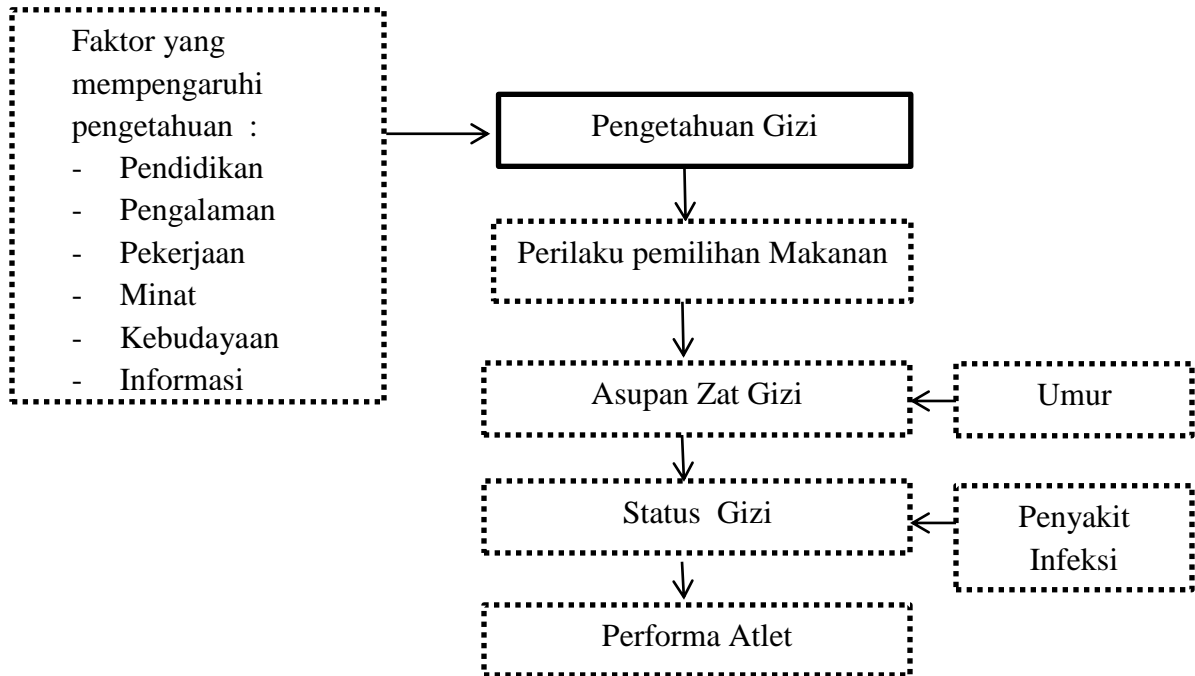 Faktor yang
mempengaruhi
pengetahuan :
- Pendidikan
- Pengalaman
- Pekerjaan
- Minat
- Kebudayaan
- Informasi
Pengetahuan Gizi
Perilaku pemilihan Makanan
Asupan Zat Gizi
Umur
Status Gizi
Penyakit
Infeksi
Performa Atlet